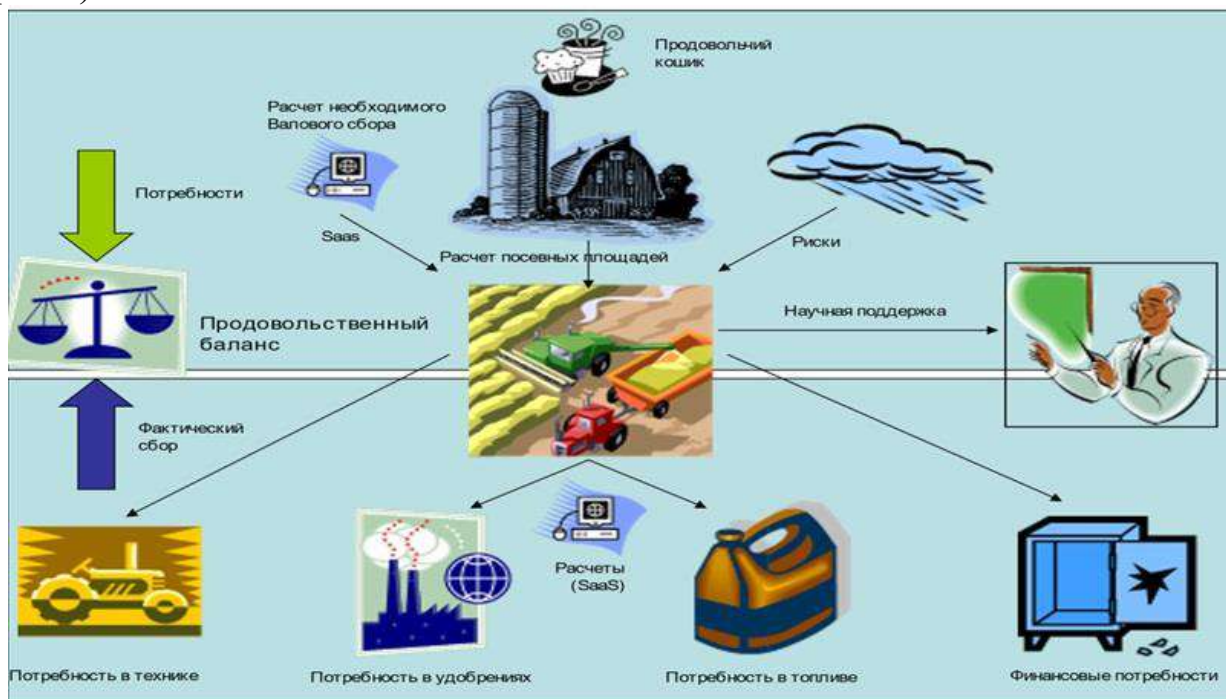 Продовольчий
кошик
Расчет необходимого
Валового сбора
Потребности
Saas
Риски
Расчет посевных площадей
Научная поддержка
Продовольственный
баланс
Фактический
сбор
Расчеты
(SaaS)
Потребность в технике
Потребность в удобрениях
Потребность в топливе
Финансовые потребности